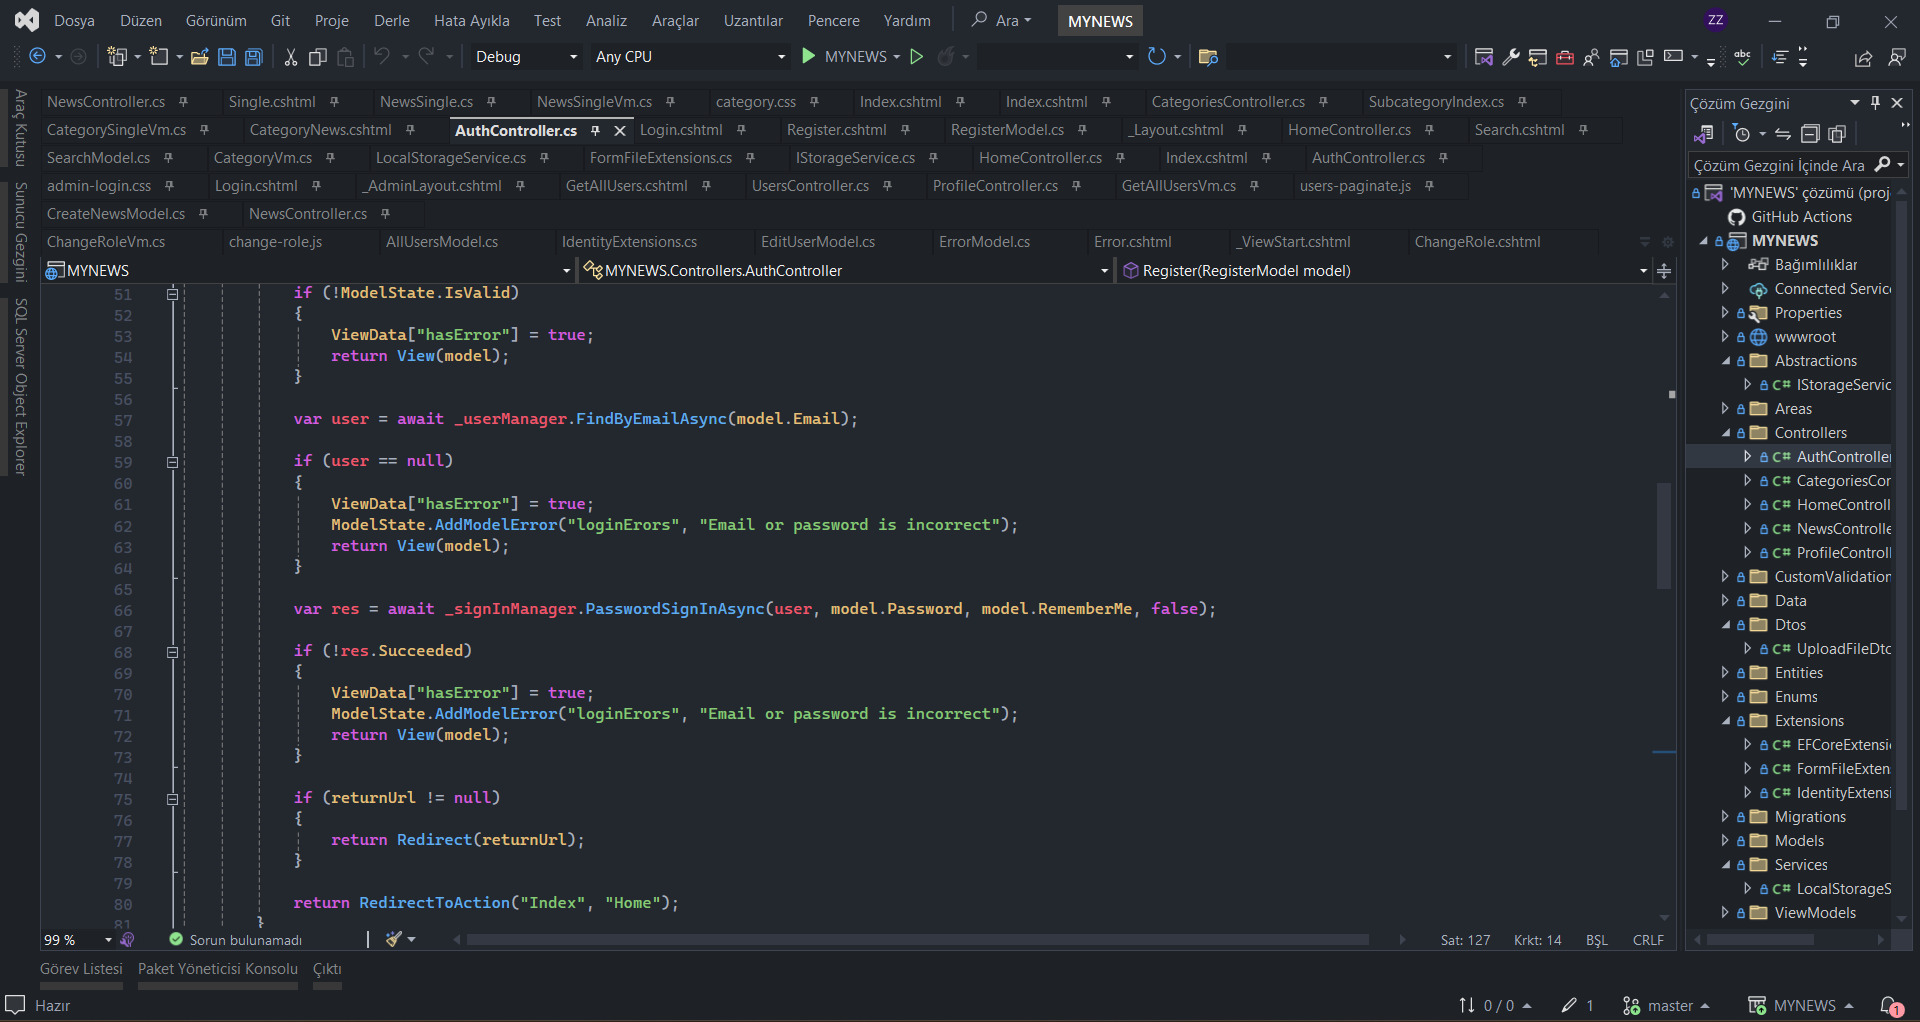 Dosya Düzen Görünüm Git Proje Derle Hata Ayıkla Test Analiz Araçlar Uzantılar Pencere Yardım Ara MYNEWS ZZ
Debug Any CPU MYNEWS abc
NewsController.cs Single.cshtml NewsSingle.cs NewsSingleVm.cs category.css Index.cshtml Index.cshtml CategoriesController.cs SubcategoryIndex.cs
CategorySingleVm.cs CategoryNews.cshtml AuthController.cs Login.cshtml Register.cshtml RegisterModel.cs _Layout.cshtml HomeController.cs Search.cshtml
SearchModel.cs CategoryVm.cs LocalStorageService.cs FormFileExtensions.cs IStorageService.cs HomeController.cs Index.cshtml AuthController.cs
admin-login.css Login.cshtml _AdminLayout.cshtml GetAllUsers.cshtml UsersController.cs ProfileController.cs GetAllUsersVm.cs users-paginate.js
CreateNewsModel.cs NewsController.cs
ChangeRoleVm.cs change-role.js AllUsersModel.cs IdentityExtensions.cs EditUserModel.cs ErrorModel.cs Error.cshtml _ViewStart.cshtml ChangeRole.cshtml
MYNEWS MYNEWS.Controllers.AuthController Register(RegisterModel model)
Araç Kutusu
Sunucu Gezgini
SQL Server Object Explorer
51 if (!ModelState.IsValid)
52 {
53 ViewData["hasError"] = true;
54 return View(model);
55 }
56
57 var user = await _userManager.FindByEmailAsync(model.Email);
58
59 if (user == null)
60 {
61 ViewData["hasError"] = true;
62 ModelState.AddModelError("loginErors", "Email or password is incorrect");
63 return View(model);
64 }
65
66 var res = await _signInManager.PasswordSignInAsync(user, model.Password, model.RememberMe, false);
67
68 if (!res.Succeeded)
69 {
70 ViewData["hasError"] = true;
71 ModelState.AddModelError("loginErors", "Email or password is incorrect");
72 return View(model);
73 }
74
75 if (returnUrl != null)
76 {
77 return Redirect(returnUrl);
78 }
79
80 return RedirectToAction("Index", "Home");
81 }
99 % Sorun bulunamadı Sat: 127 Krkt: 14 BŞL CRLF
Çözüm Gezgini
Çözüm Gezgini İçinde Ara
'MYNEWS' çözümü (proj
GitHub Actions
MYNEWS
Bağımlılıklar
Connected Servic
Properties
wwwroot
Abstractions
C# IStorageServic
Areas
Controllers
C# AuthController
C# CategoriesCor
C# HomeControll
C# NewsControlle
C# ProfileControll
CustomValidation
Data
Dtos
C# UploadFileDto
Entities
Enums
Extensions
C# EFCoreExtensi
C# FormFileExten
C# IdentityExtensi
Migrations
Models
Services
C# LocalStorageS
ViewModels
Görev Listesi Paket Yöneticisi Konsolu Çıktı
Hazır 0 / 0 1 master MYNEWS 1